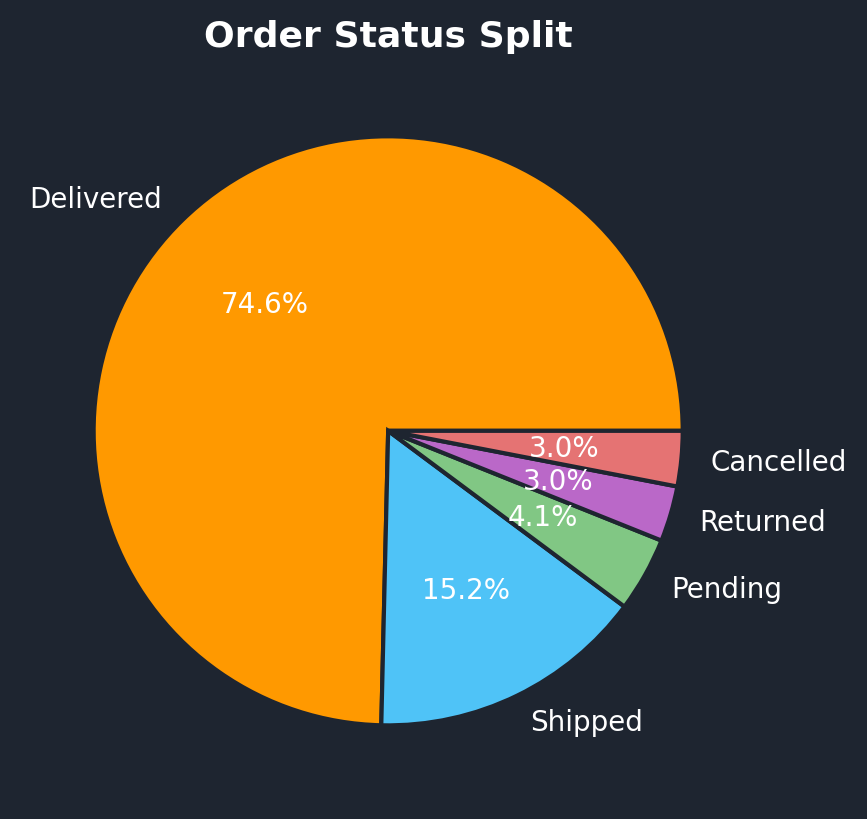 Order Status Split
Delivered
74.6%
3.0%
Cancelled
3.0%
Returned
4.1%
Pending
15.2%
Shipped